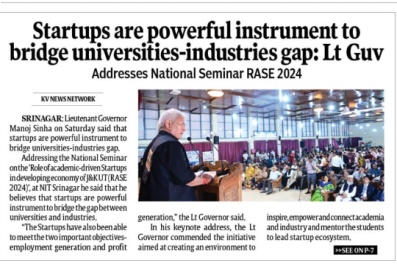 Startups are powerful instrument to
bridge universities-industries gap: Lt Guv
Addresses National Seminar RASE 2024
KV NEWS NETWORK
SRINAGAR: Lieutenant Governor
Manoj Sinha on Saturday said that
startups are powerful instrument to
bridge universities-industries gap.
Addressing the National Seminar
on the 'Role of academic-driven Startups
in developing economy of J&K UT (RASE
2024)', at NIT Srinagar he said that he
believes that startups are powerful
instrument to bridge the gap between
universities and industries.
"The Startups have also been able
to meet the two important objectives-
employment generation and profit
generation," the Lt Governor said.
In his keynote address, the Lt
Governor commended the initiative
aimed at creating an environment to
inspire, empower and connect academia
and industry and mentor the students
to lead startup ecosystem,
>>SEE ON P-7